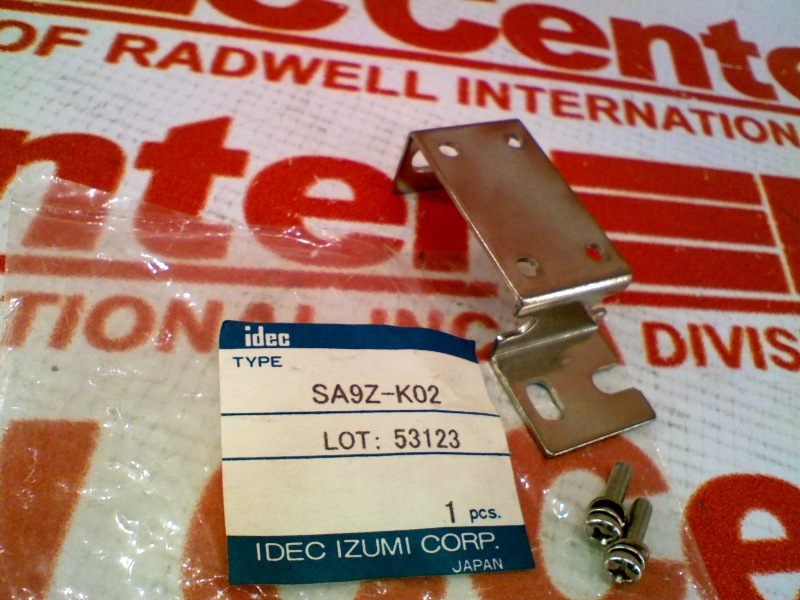 Cente
OF RADWELL INTERNATION
nter
TIONAL INC. A DIVIS
idec
TYPE
SA9Z-K02
LOT: 53123
1 pcs.
IDEC IZUMI CORP.
JAPAN